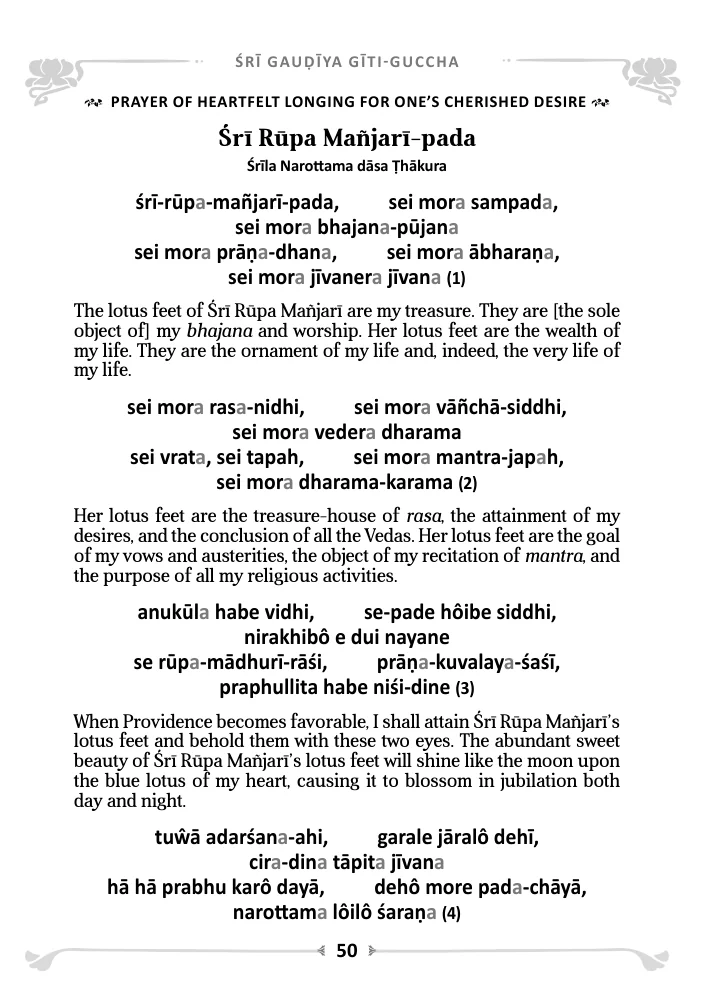 ŚRĪ GAUḌĪYA GĪTI-GUCCHA
PRAYER OF HEARTFELT LONGING FOR ONE’S CHERISHED DESIRE
Śrī Rūpa Mañjarī-pada
Śrīla Narottama dāsa Ṭhākura
śrī-rūpa-mañjarī-pada, sei mora sampada,
sei mora bhajana-pūjana
sei mora prāṇa-dhana, sei mora ābharaṇa,
sei mora jīvanera jīvana (1)
The lotus feet of Śrī Rūpa Mañjarī are my treasure. They are [the sole
object of] my bhajana and worship. Her lotus feet are the wealth of
my life. They are the ornament of my life and, indeed, the very life of
my life.
sei mora rasa-nidhi, sei mora vāñchā-siddhi,
sei mora vedera dharama
sei vrata, sei tapah, sei mora mantra-japah,
sei mora dharama-karama (2)
Her lotus feet are the treasure-house of rasa, the attainment of my
desires, and the conclusion of all the Vedas. Her lotus feet are the goal
of my vows and austerities, the object of my recitation of mantra, and
the purpose of all my religious activities.
anukūla habe vidhi, se-pade hôibe siddhi,
nirakhibô e dui nayane
se rūpa-mādhurī-rāśi, prāṇa-kuvalaya-śaśī,
praphullita habe niśi-dine (3)
When Providence becomes favorable, I shall attain Śrī Rūpa Mañjarī’s
lotus feet and behold them with these two eyes. The abundant sweet
beauty of Śrī Rūpa Mañjarī’s lotus feet will shine like the moon upon
the blue lotus of my heart, causing it to blossom in jubilation both
day and night.
tuŵā adarśana-ahi, garale jāralô dehī,
cira-dina tāpita jīvana
hā hā prabhu karô dayā, dehô more pada-chāyā,
narottama lôilô śaraṇa (4)
50